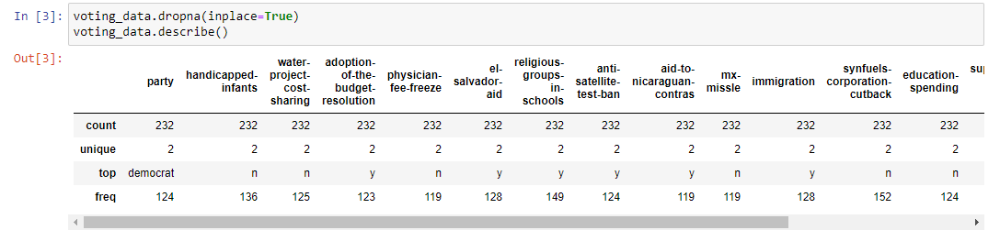 In [3]: voting_data.dropna(inplace=True)
voting_data.describe()
Out[3]:
party handicapped-infants water-project-cost-sharing adoption-of-the-budget-resolution physician-fee-freeze el-salvador-aid religious-groups-in-schools anti-satellite-test-ban aid-to-nicaraguan-contras mx-missle immigration synfuels-corporation-cutback education-spending su
count 232 232 232 232 232 232 232 232 232 232 232 232 232
unique 2 2 2 2 2 2 2 2 2 2 2 2 2
top democrat n n y n y y y y n y n n
freq 124 136 125 123 119 128 149 124 119 119 128 152 124